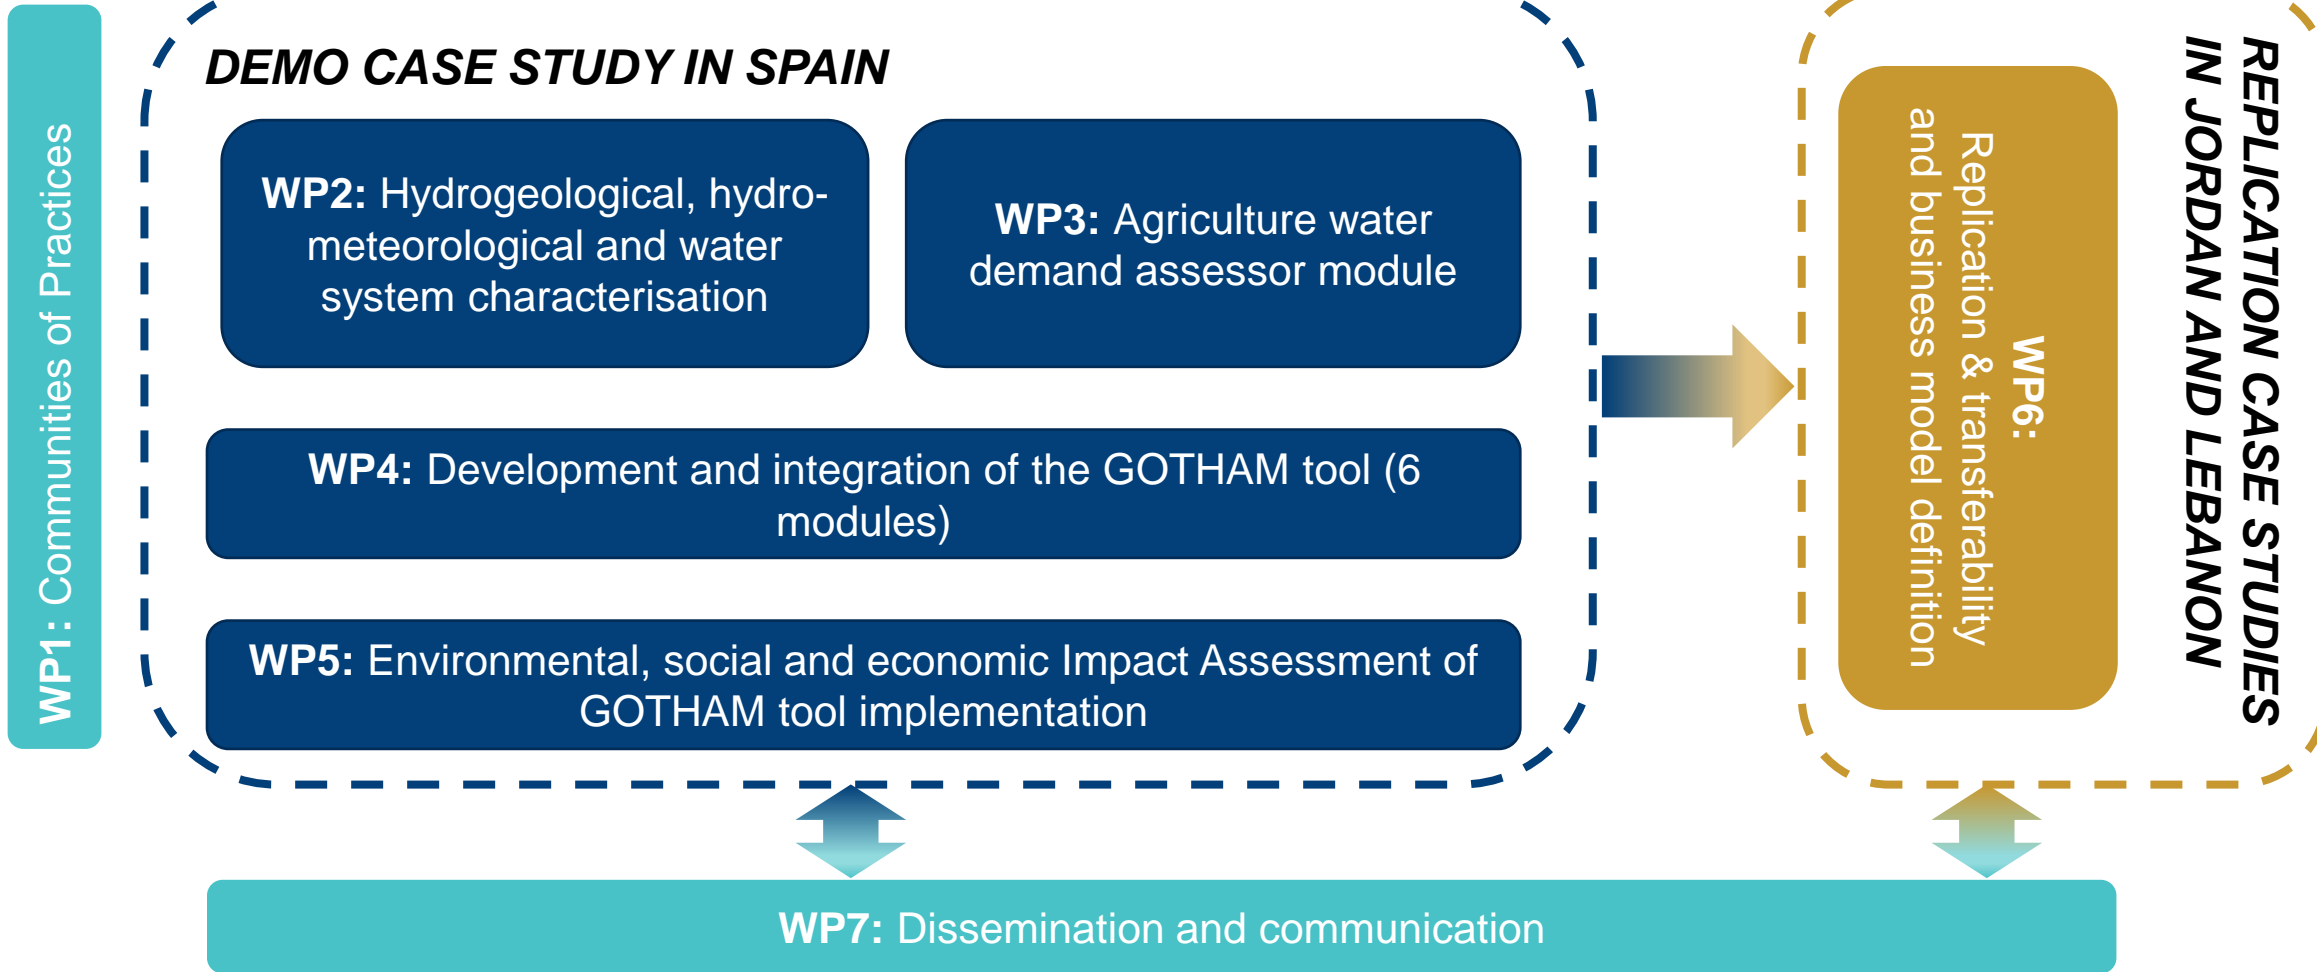 WP1: Communities of Practices
DEMO CASE STUDY IN SPAIN
WP2: Hydrogeological, hydro-
meteorological and water
system characterisation
WP3: Agriculture water
demand assessor module
WP4: Development and integration of the GOTHAM tool (6
modules)
WP5: Environmental, social and economic Impact Assessment of
GOTHAM tool implementation
REPLICATION CASE STUDIES
IN JORDAN AND LEBANON
WP6:
Replication & transferability
and business model definition
WP7: Dissemination and communication